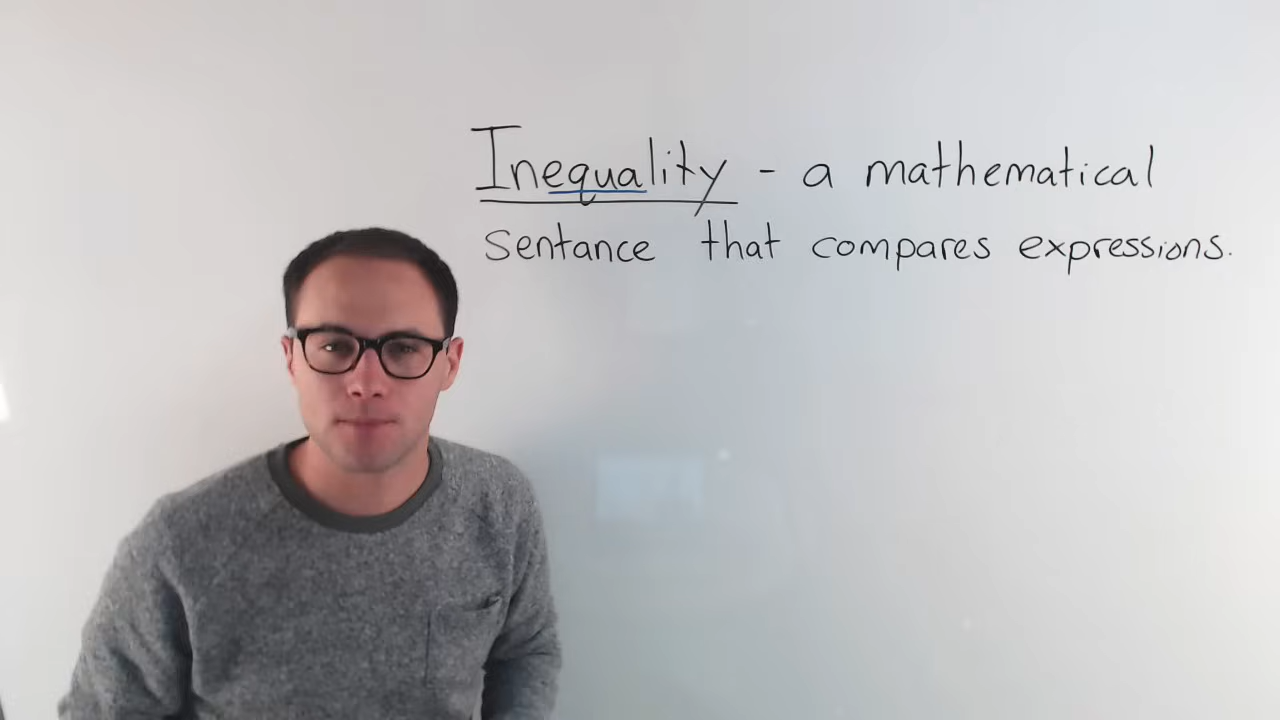 Inequality - a mathematical
sentance that compares expressions.